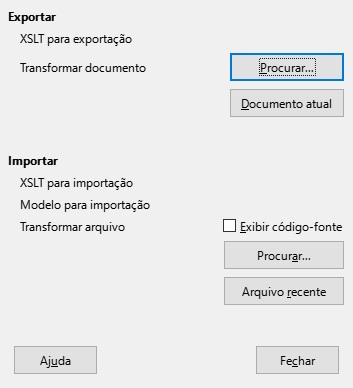 Exportar
XSLT para exportação
Transformar documento
Procurar...
Documento atual
Importar
XSLT para importação
Modelo para importação
Transformar arquivo
Exibir código-fonte
Procurar...
Arquivo recente
Ajuda
Fechar